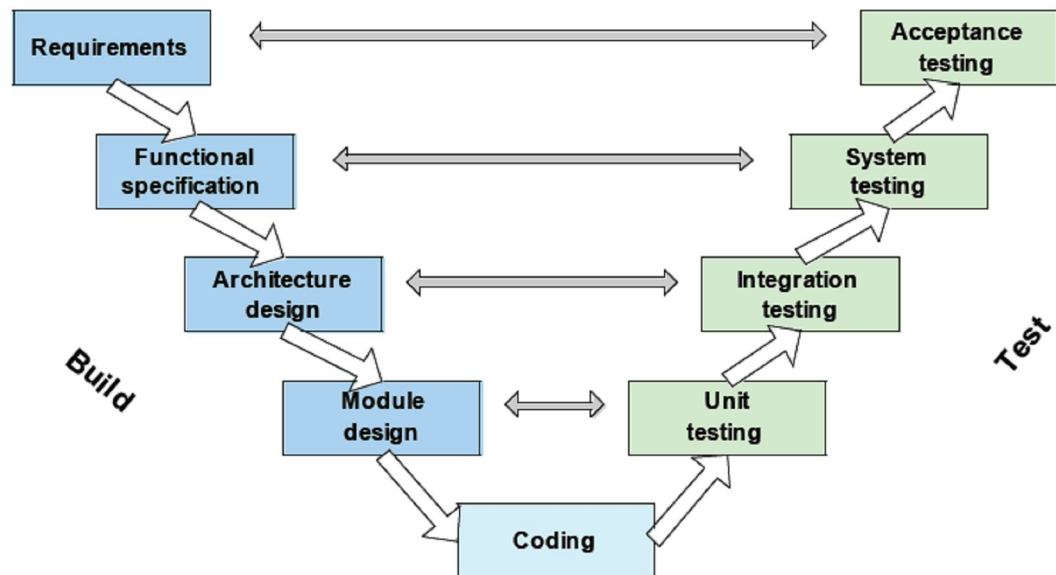 Requirements
Acceptance
testing
Functional
specification
System
testing
Architecture
design
Integration
testing
Build
Test
Module
design
Unit
testing
Coding